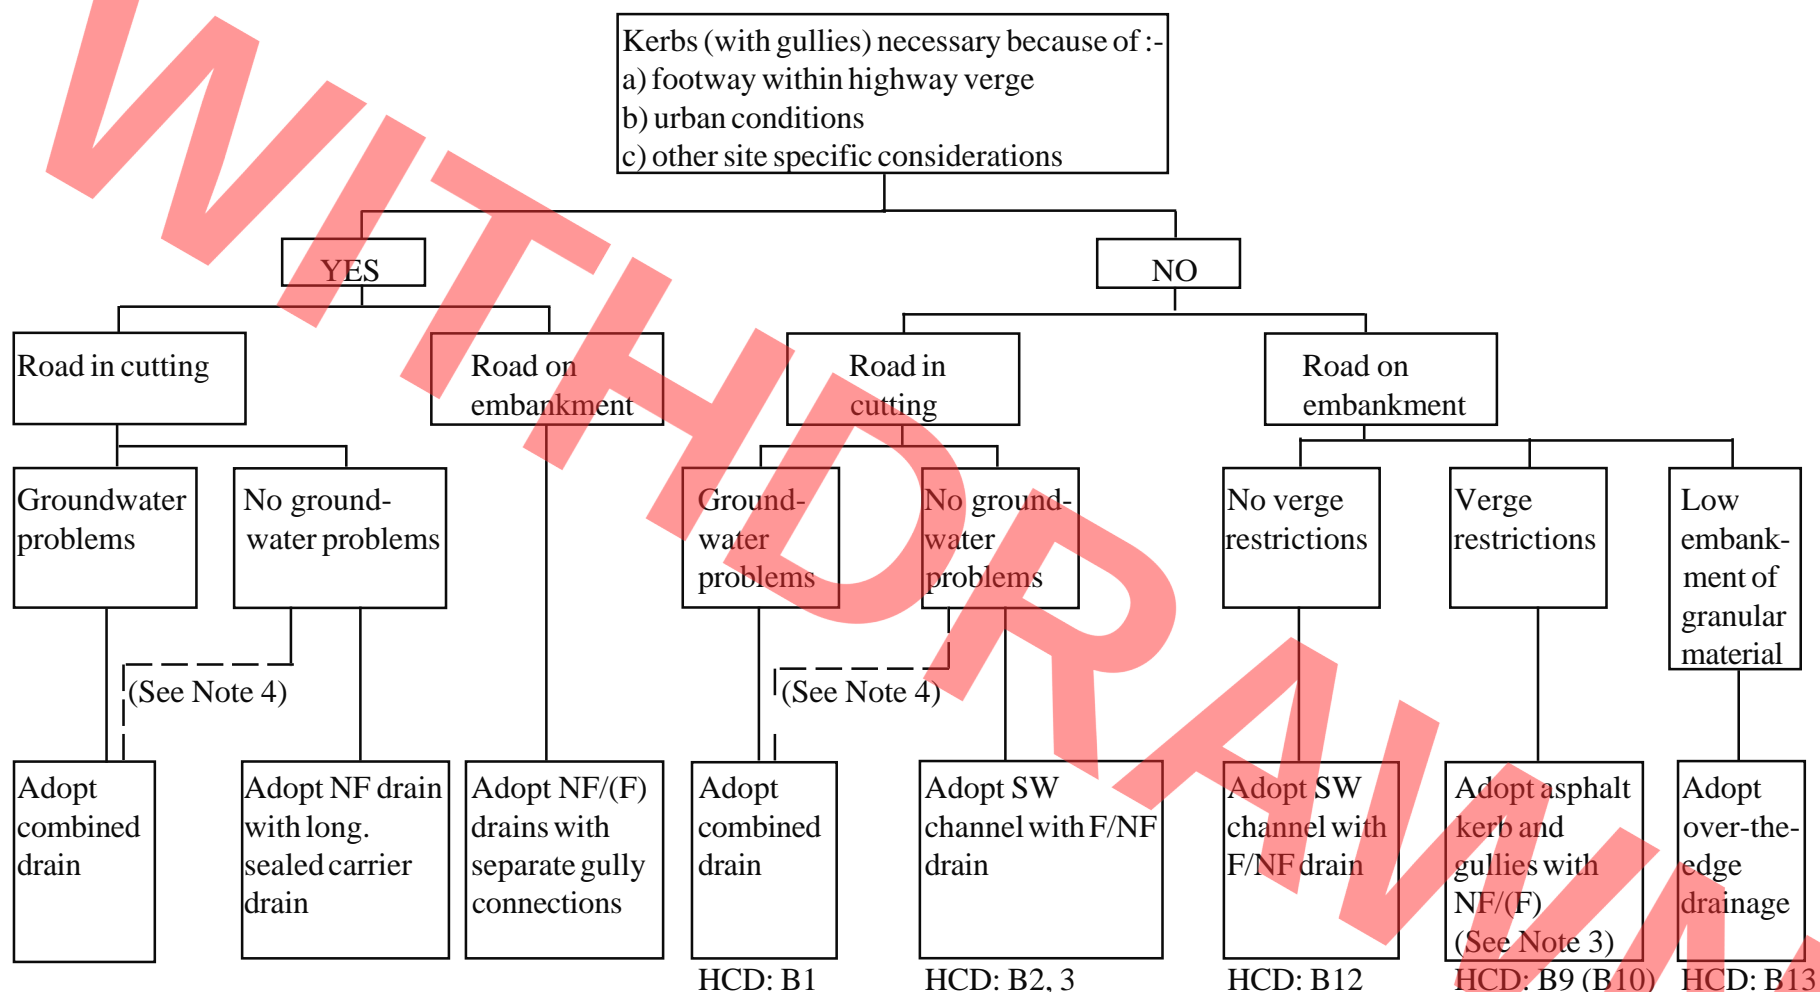 Kerbs (with gullies) necessary because of :-
a) footway within highway verge
b) urban conditions
c) other site specific considerations
YES
NO
Road in cutting
Road on
embankment
Road in
cutting
Road on
embankment
Groundwater
problems
No ground-
water problems
Ground-
water
problems
No ground-
water
problems
No verge
restrictions
Verge
restrictions
Low
embank-
ment of
granular
material
(See Note 4)
(See Note 4)
Adopt
combined
drain
Adopt NF drain
with long.
sealed carrier
drain
Adopt NF/(F)
drains with
separate gully
connections
Adopt
combined
drain
Adopt SW
channel with F/NF
drain
Adopt SW
channel with
F/NF drain
Adopt asphalt
kerb and
gullies with
NF/(F)
(See Note 3)
Adopt
over-the-
edge
drainage
HCD: B1
HCD: B2, 3
HCD: B12
HCD: B9 (B10)
HCD: B13
WITHDRAWN